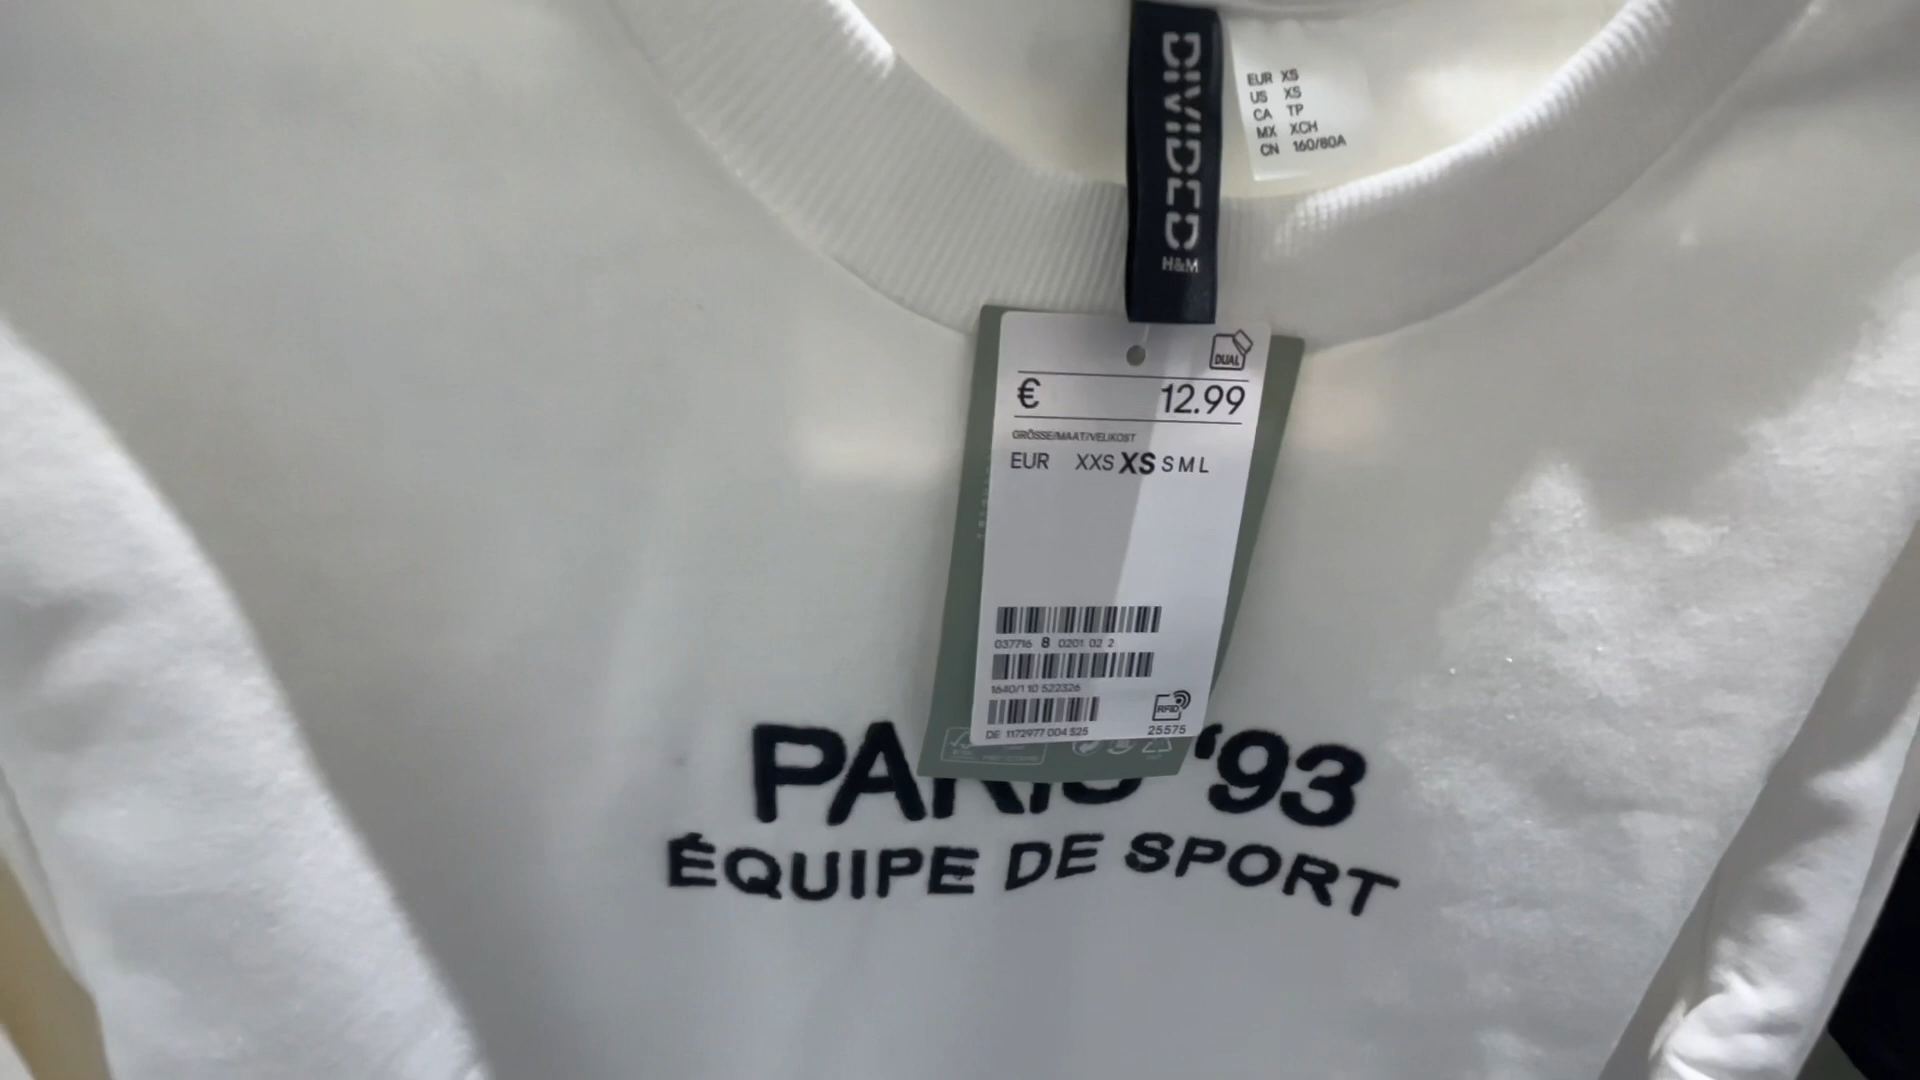 DIVIDED
H&M
EUR XS
US XS
CA TP
MX XCH
CN 160/80A
DUAL
€ 12.99
GRÖSSE/MAAT/VELIKOST
EUR XXS XS S M L
037716 8 0201 02 2
1640/110 522326
RFID
DE 1172977 004 525 25575
PARIS '93
ÉQUIPE DE SPORT